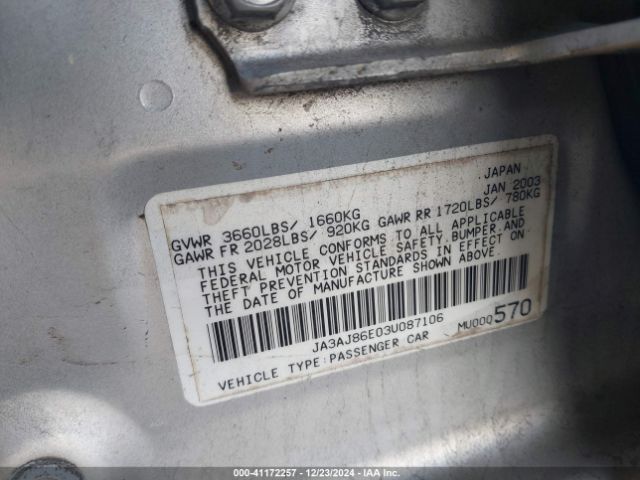 JAPAN
JAN 2003
GVWR 3660LBS/ 1660KG
GAWR FR 2028LBS/ 920KG GAWR RR 1720LBS/ 780KG
THIS VEHICLE CONFORMS TO ALL APPLICABLE
FEDERAL MOTOR VEHICLE SAFETY,BUMPER,AND
THEFT PREVENTION STANDARDS IN EFFECT ON
THE DATE OF MANUFACTURE SHOWN ABOVE.
JA3AJ86E03U087106
MU00Q570
VEHICLE TYPE:PASSENGER CAR
000-41172257 - 12/23/2024 - © IAA Inc.